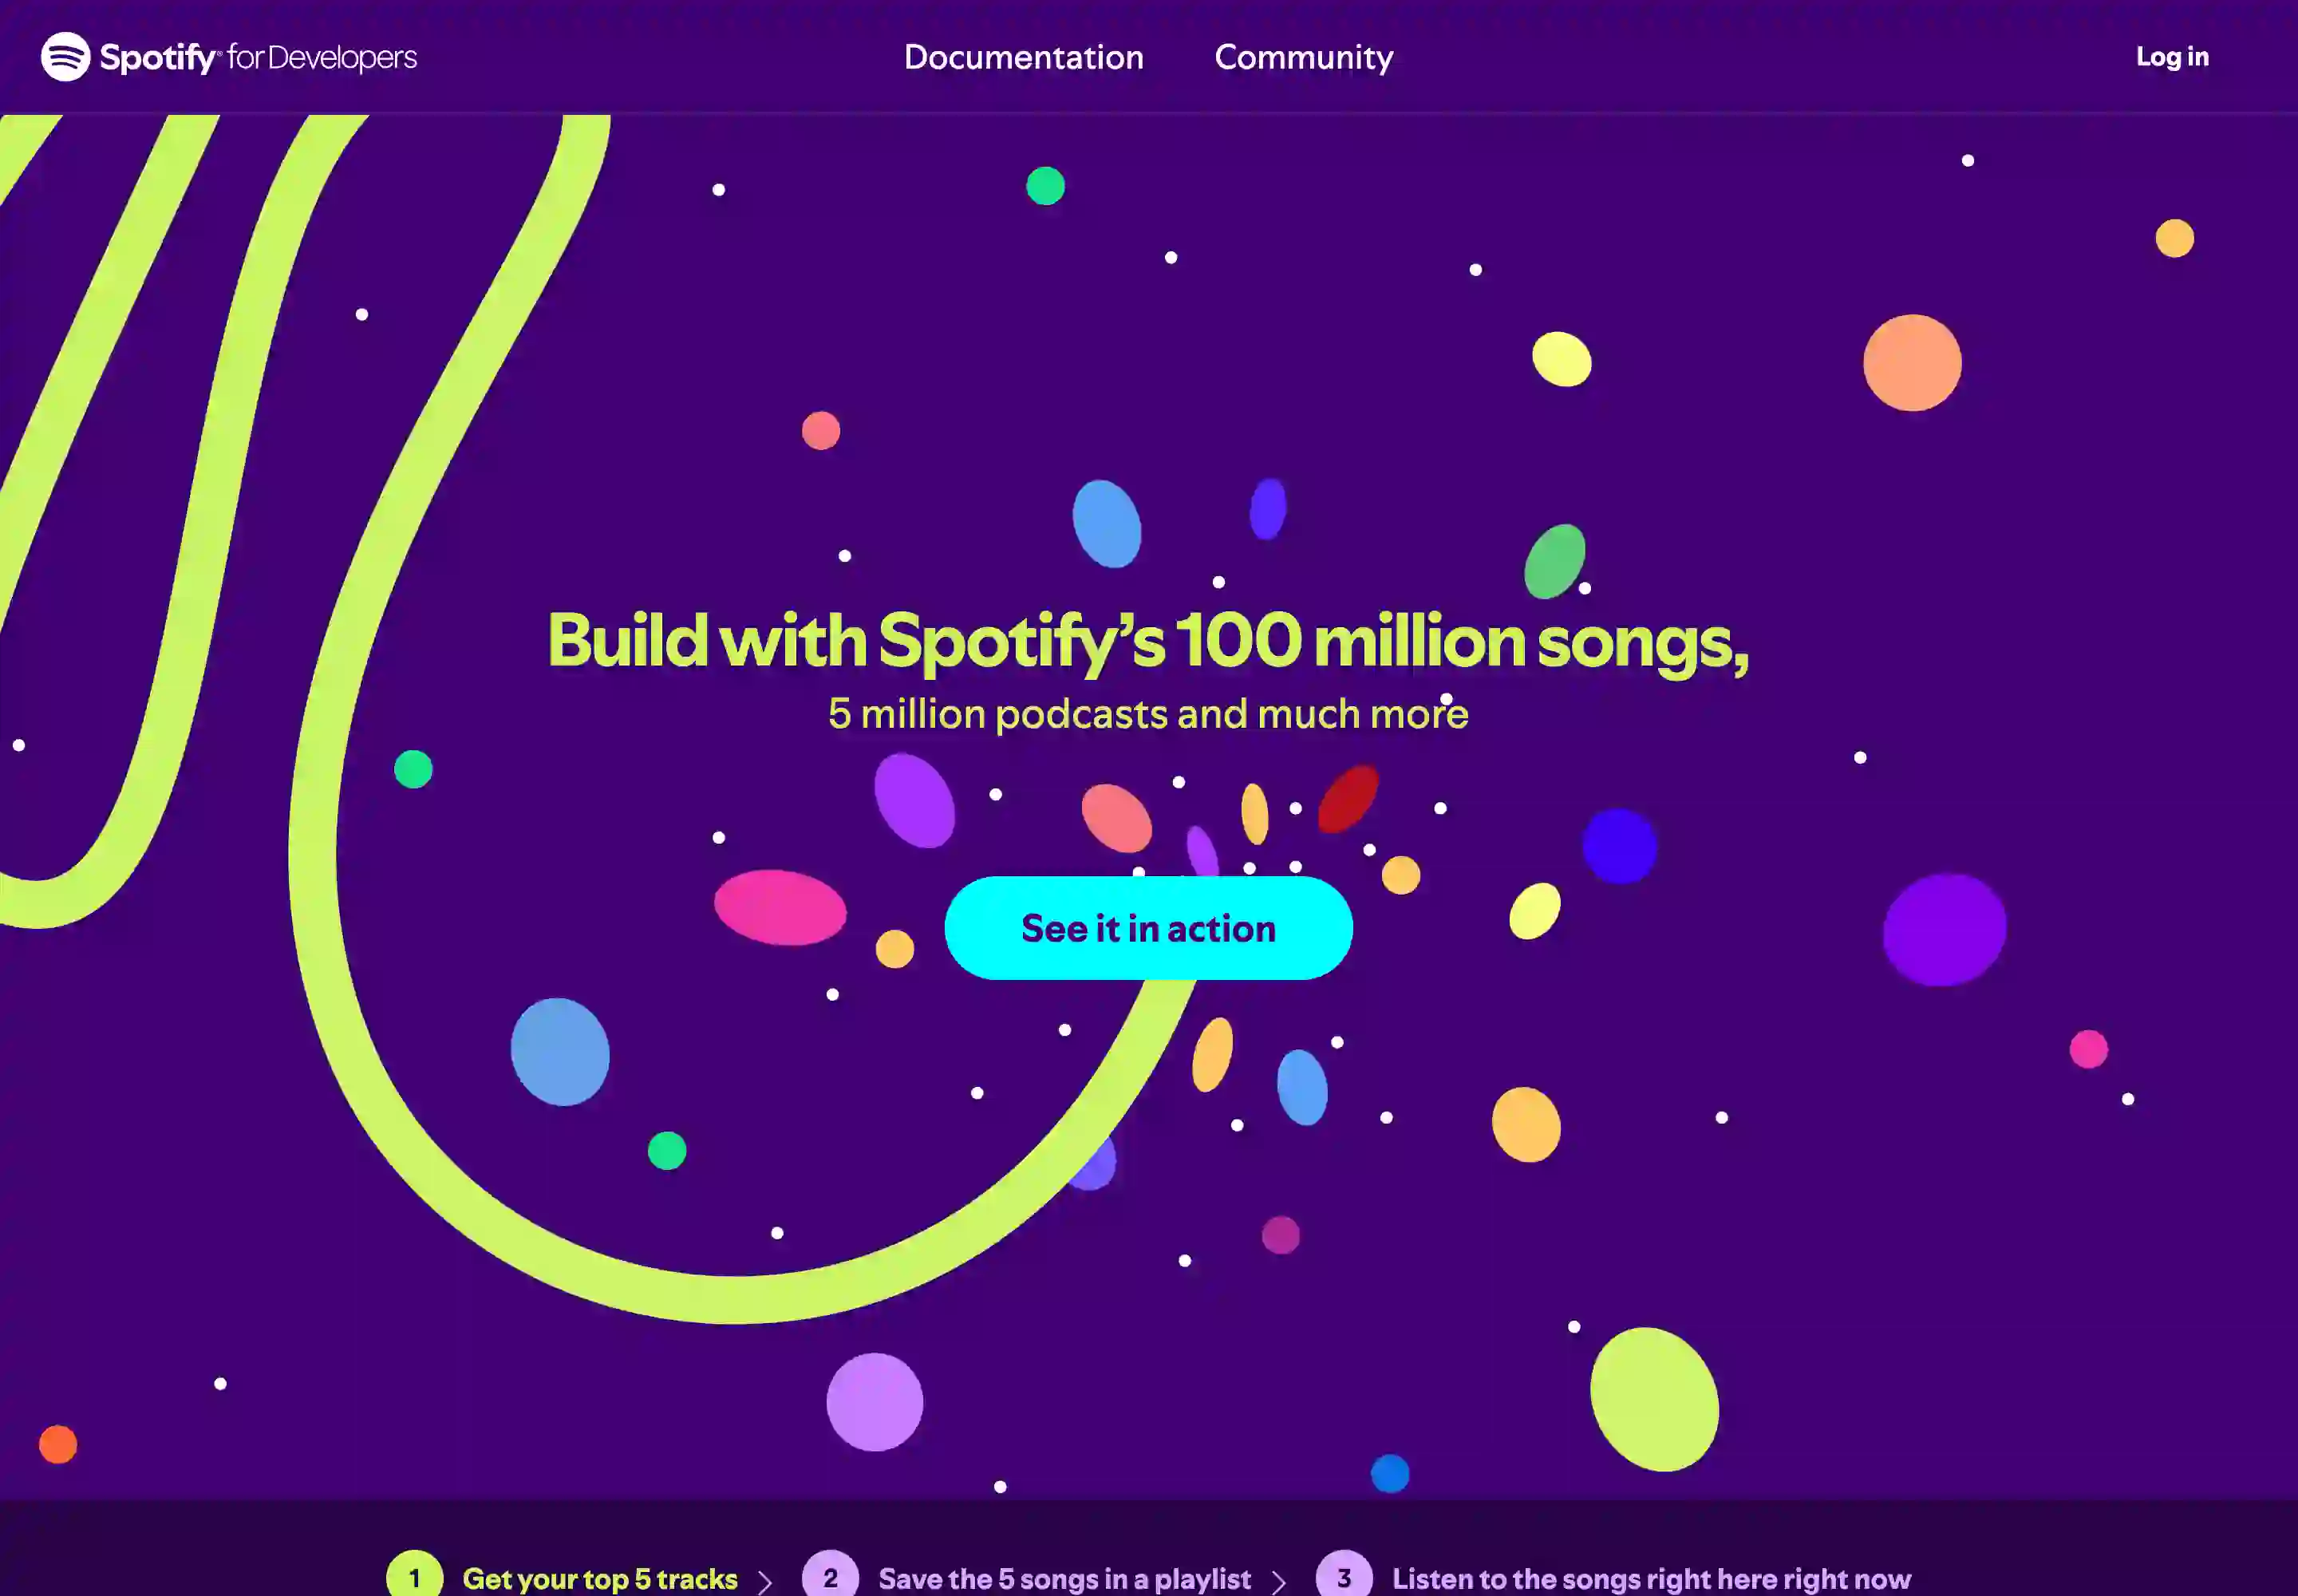 Spotify® for Developers
Documentation
Community
Log in
Build with Spotify’s 100 million songs,
5 million podcasts and much more
See it in action
1 Get your top 5 tracks
2 Save the 5 songs in a playlist
3 Listen to the songs right here right now